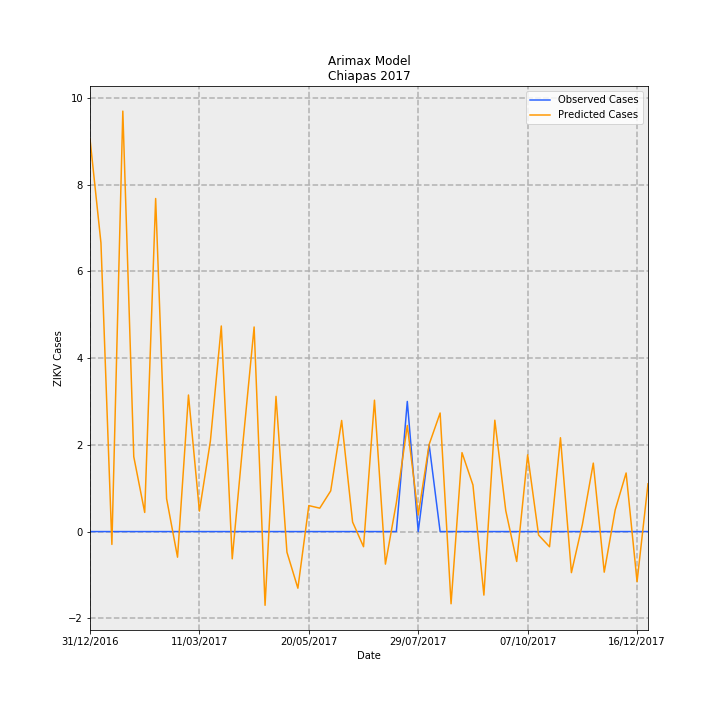 Arimax Model
Chiapas 2017
Observed Cases
Predicted Cases
10
8
6
4
2
0
−2
ZIKV Cases
31/12/2016
11/03/2017
20/05/2017
29/07/2017
07/10/2017
16/12/2017
Date